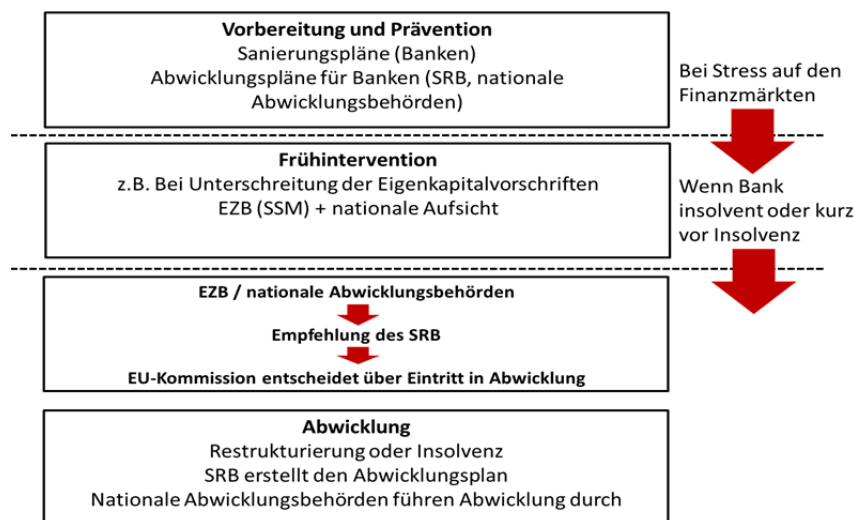 Vorbereitung und Prävention
Sanierungspläne (Banken)
Abwicklungspläne für Banken (SRB, nationale
Abwicklungsbehörden)
Bei Stress auf den
Finanzmärkten
Frühintervention
z.B. Bei Unterschreitung der Eigenkapitalvorschriften
EZB (SSM) + nationale Aufsicht
Wenn Bank
insolvent oder kurz
vor Insolvenz
EZB / nationale Abwicklungsbehörden
Empfehlung des SRB
EU-Kommission entscheidet über Eintritt in Abwicklung
Abwicklung
Restrukturierung oder Insolvenz
SRB erstellt den Abwicklungsplan
Nationale Abwicklungsbehörden führen Abwicklung durch